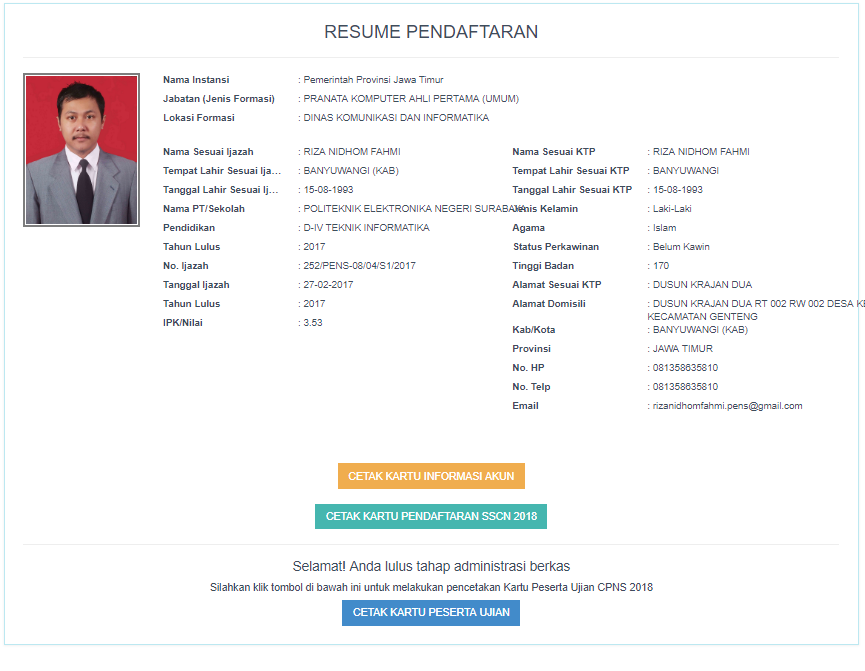 RESUME PENDAFTARAN
Nama Instansi : Pemerintah Provinsi Jawa Timur
Jabatan (Jenis Formasi) : PRANATA KOMPUTER AHLI PERTAMA (UMUM)
Lokasi Formasi : DINAS KOMUNIKASI DAN INFORMATIKA
Nama Sesuai Ijazah : RIZA NIDHOM FAHMI
Tempat Lahir Sesuai Ija... : BANYUWANGI (KAB)
Tanggal Lahir Sesuai Ij... : 15-08-1993
Nama PT/Sekolah : POLITEKNIK ELEKTRONIKA NEGERI SURABAYA
Pendidikan : D-IV TEKNIK INFORMATIKA
Tahun Lulus : 2017
No. Ijazah : 252/PENS-08/04/S1/2017
Tanggal Ijazah : 27-02-2017
Tahun Lulus : 2017
IPK/Nilai : 3.53
Nama Sesuai KTP : RIZA NIDHOM FAHMI
Tempat Lahir Sesuai KTP : BANYUWANGI
Tanggal Lahir Sesuai KTP : 15-08-1993
Jenis Kelamin : Laki-Laki
Agama : Islam
Status Perkawinan : Belum Kawin
Tinggi Badan : 170
Alamat Sesuai KTP : DUSUN KRAJAN DUA
Alamat Domisili : DUSUN KRAJAN DUA RT 002 RW 002 DESA
KECAMATAN GENTENG
Kab/Kota : BANYUWANGI (KAB)
Provinsi : JAWA TIMUR
No. HP : 081358635810
No. Telp : 081358635810
Email : rizanidhomfahmi.pens@gmail.com
CETAK KARTU INFORMASI AKUN
CETAK KARTU PENDAFTARAN SSCN 2018
Selamat! Anda lulus tahap administrasi berkas
Silahkan klik tombol di bawah ini untuk melakukan pencetakan Kartu Peserta Ujian CPNS 2018
CETAK KARTU PESERTA UJIAN